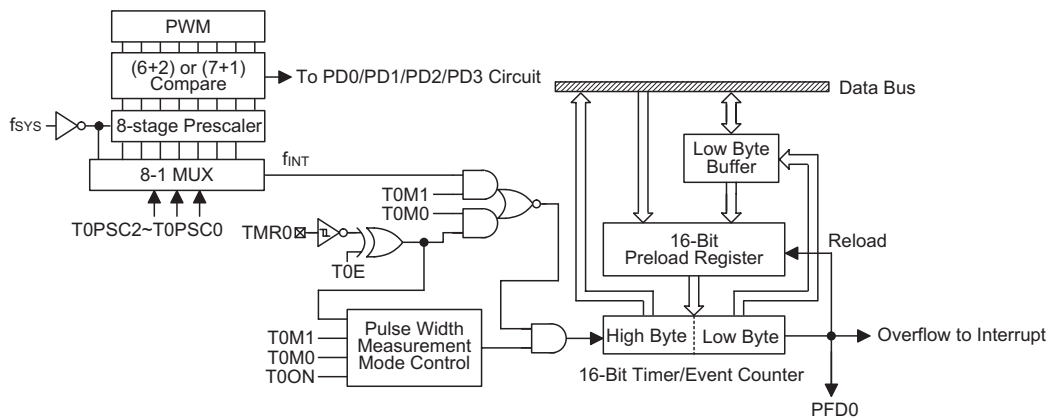 PWM
(6+2) or (7+1)
Compare
To PD0/PD1/PD2/PD3 Circuit
fSYS
8-stage Prescaler
8-1 MUX
fINT
T0PSC2~T0PSC0
T0M1
T0M0
TMR0
T0E
T0M1
T0M0
T0ON
Pulse Width
Measurement
Mode Control
Data Bus
Low Byte
Buffer
16-Bit
Preload Register
Reload
High Byte
Low Byte
Overflow to Interrupt
16-Bit Timer/Event Counter
PFD0